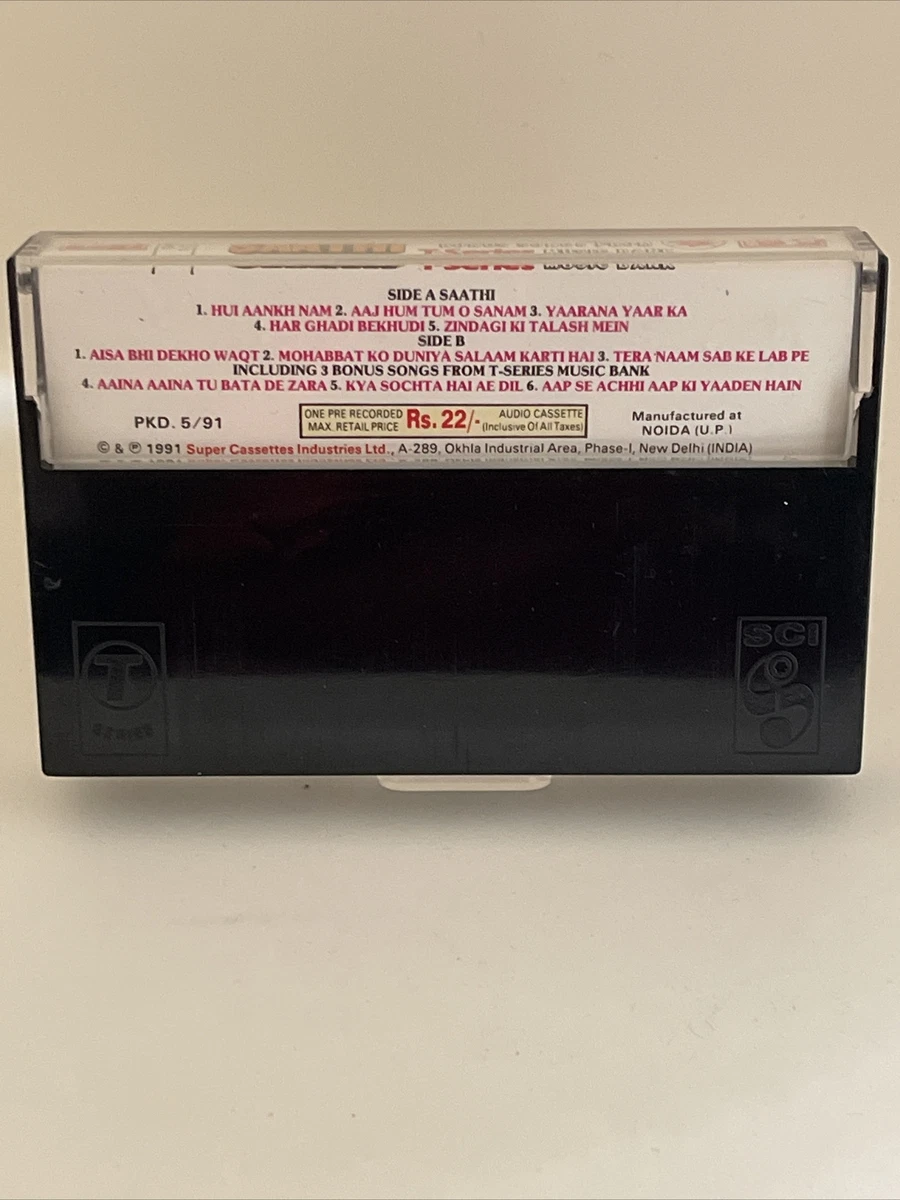 T-Series MUSIC BANK
SIDE A SAATHI
1. HUI AANKH NAM 2. AAJ HUM TUM O SANAM 3. YAARANA YAAR KA
4. HAR GHADI BEKHUDI 5. ZINDAGI KI TALASH MEIN
SIDE B
1. AISA BHI DEKHO WAQT 2. MOHABBAT KO DUNIYA SALAAM KARTI HAI 3. TERA NAAM SAB KE LAB PE
INCLUDING 3 BONUS SONGS FROM T-SERIES MUSIC BANK
4. AAINA AAINA TU BATA DE ZARA 5. KYA SOCHTA HAI AE DIL 6. AAP SE ACHHI AAP KI YAADEN HAIN
PKD. 5/91
ONE PRE RECORDED
MAX. RETAIL PRICE
Rs. 22/-
AUDIO CASSETTE
(Inclusive Of All Taxes)
Manufactured at
NOIDA (U.P.)
© & ℗ 1991 Super Cassettes Industries Ltd., A-289, Okhla Industrial Area, Phase-I, New Delhi (INDIA)
T
SERIES
SCI